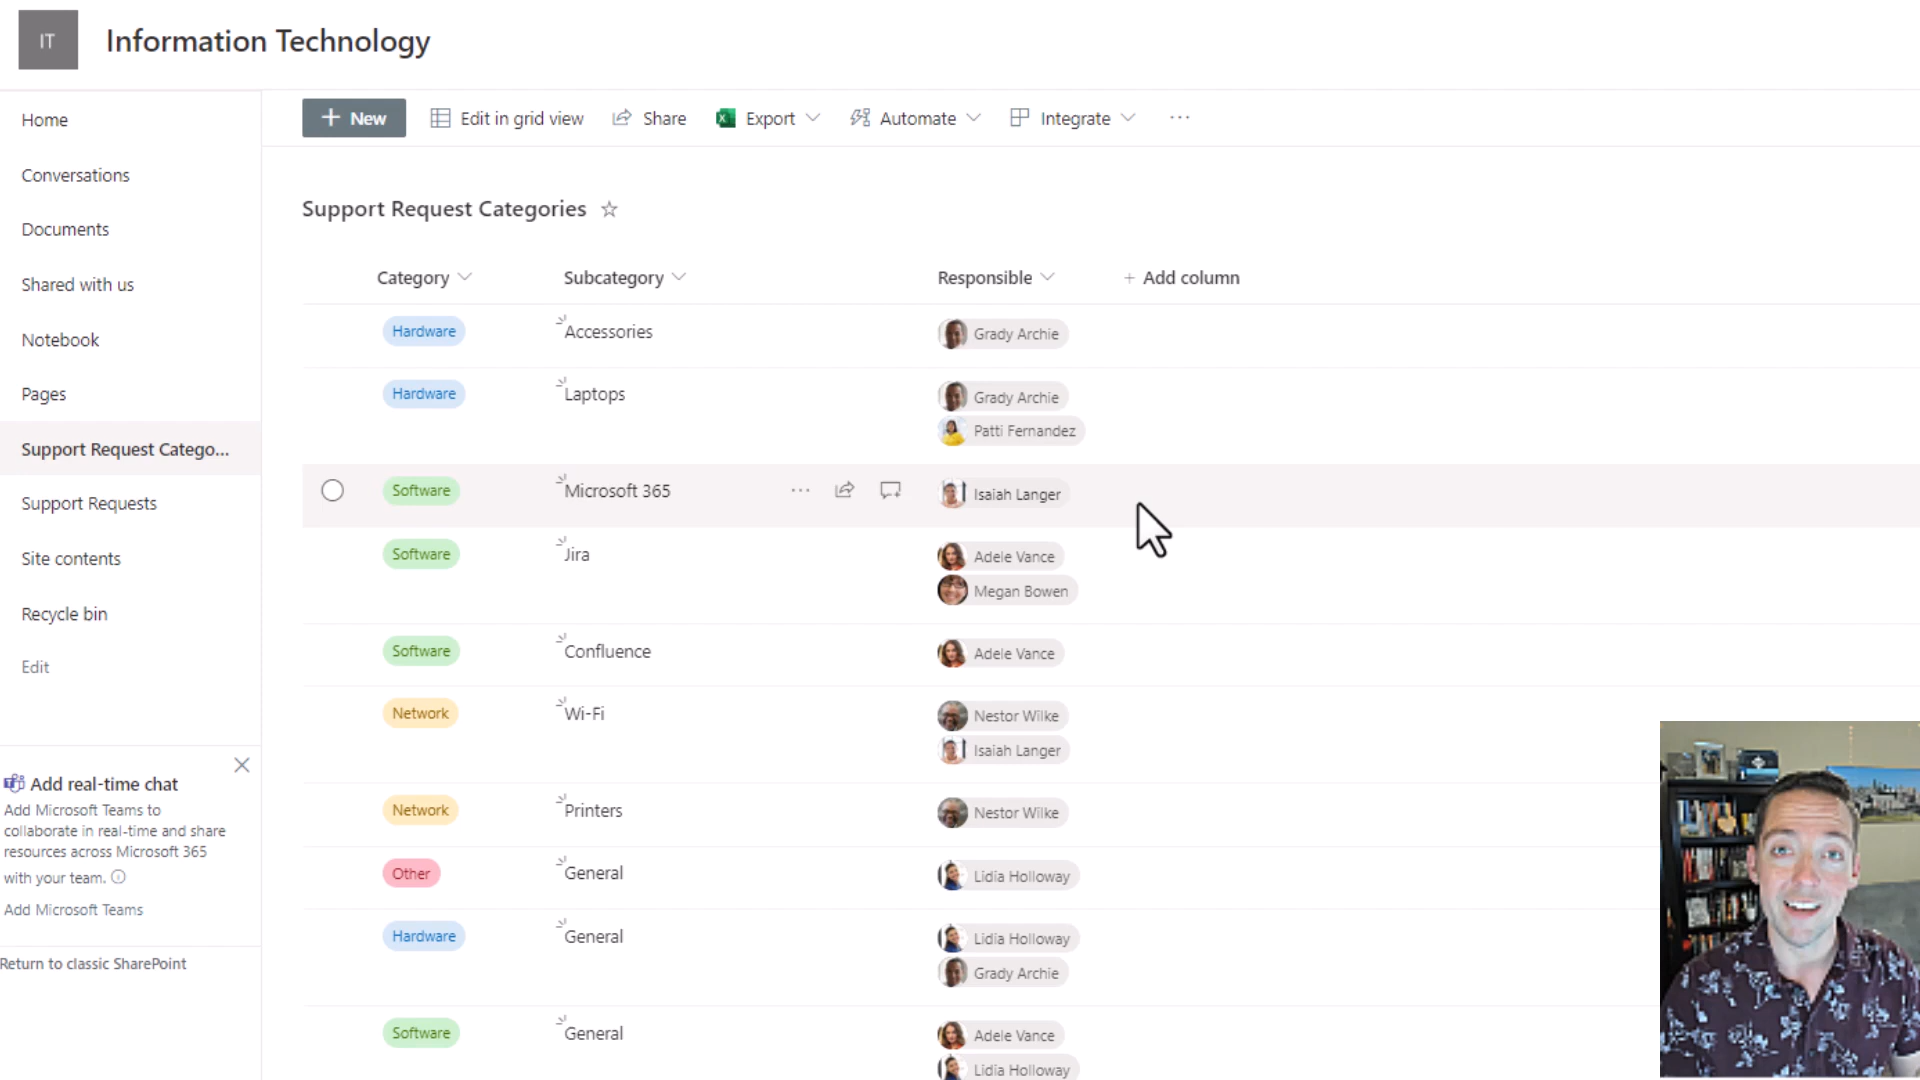 IT
Information Technology
Home
Conversations
Documents
Shared with us
Notebook
Pages
Support Request Catego...
Support Requests
Site contents
Recycle bin
Edit
Add real-time chat
Add Microsoft Teams to
collaborate in real-time and share
resources across Microsoft 365
with your team.
Add Microsoft Teams
Return to classic SharePoint
+ New
Edit in grid view
Share
Export
Automate
Integrate
...
Support Request Categories
Category Subcategory Responsible + Add column
Hardware Accessories Grady Archie
Hardware Laptops Grady Archie
Patti Fernandez
Software Microsoft 365 ... Isaiah Langer
Software Jira Adele Vance
Megan Bowen
Software Confluence Adele Vance
Network Wi-Fi Nestor Wilke
Isaiah Langer
Network Printers Nestor Wilke
Other General Lidia Holloway
Hardware General Lidia Holloway
Grady Archie
Software General Adele Vance
Lidia Holloway